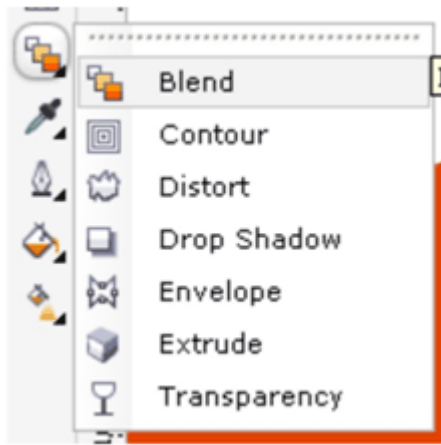 Blend
Contour
Distort
Drop Shadow
Envelope
Extrude
Transparency